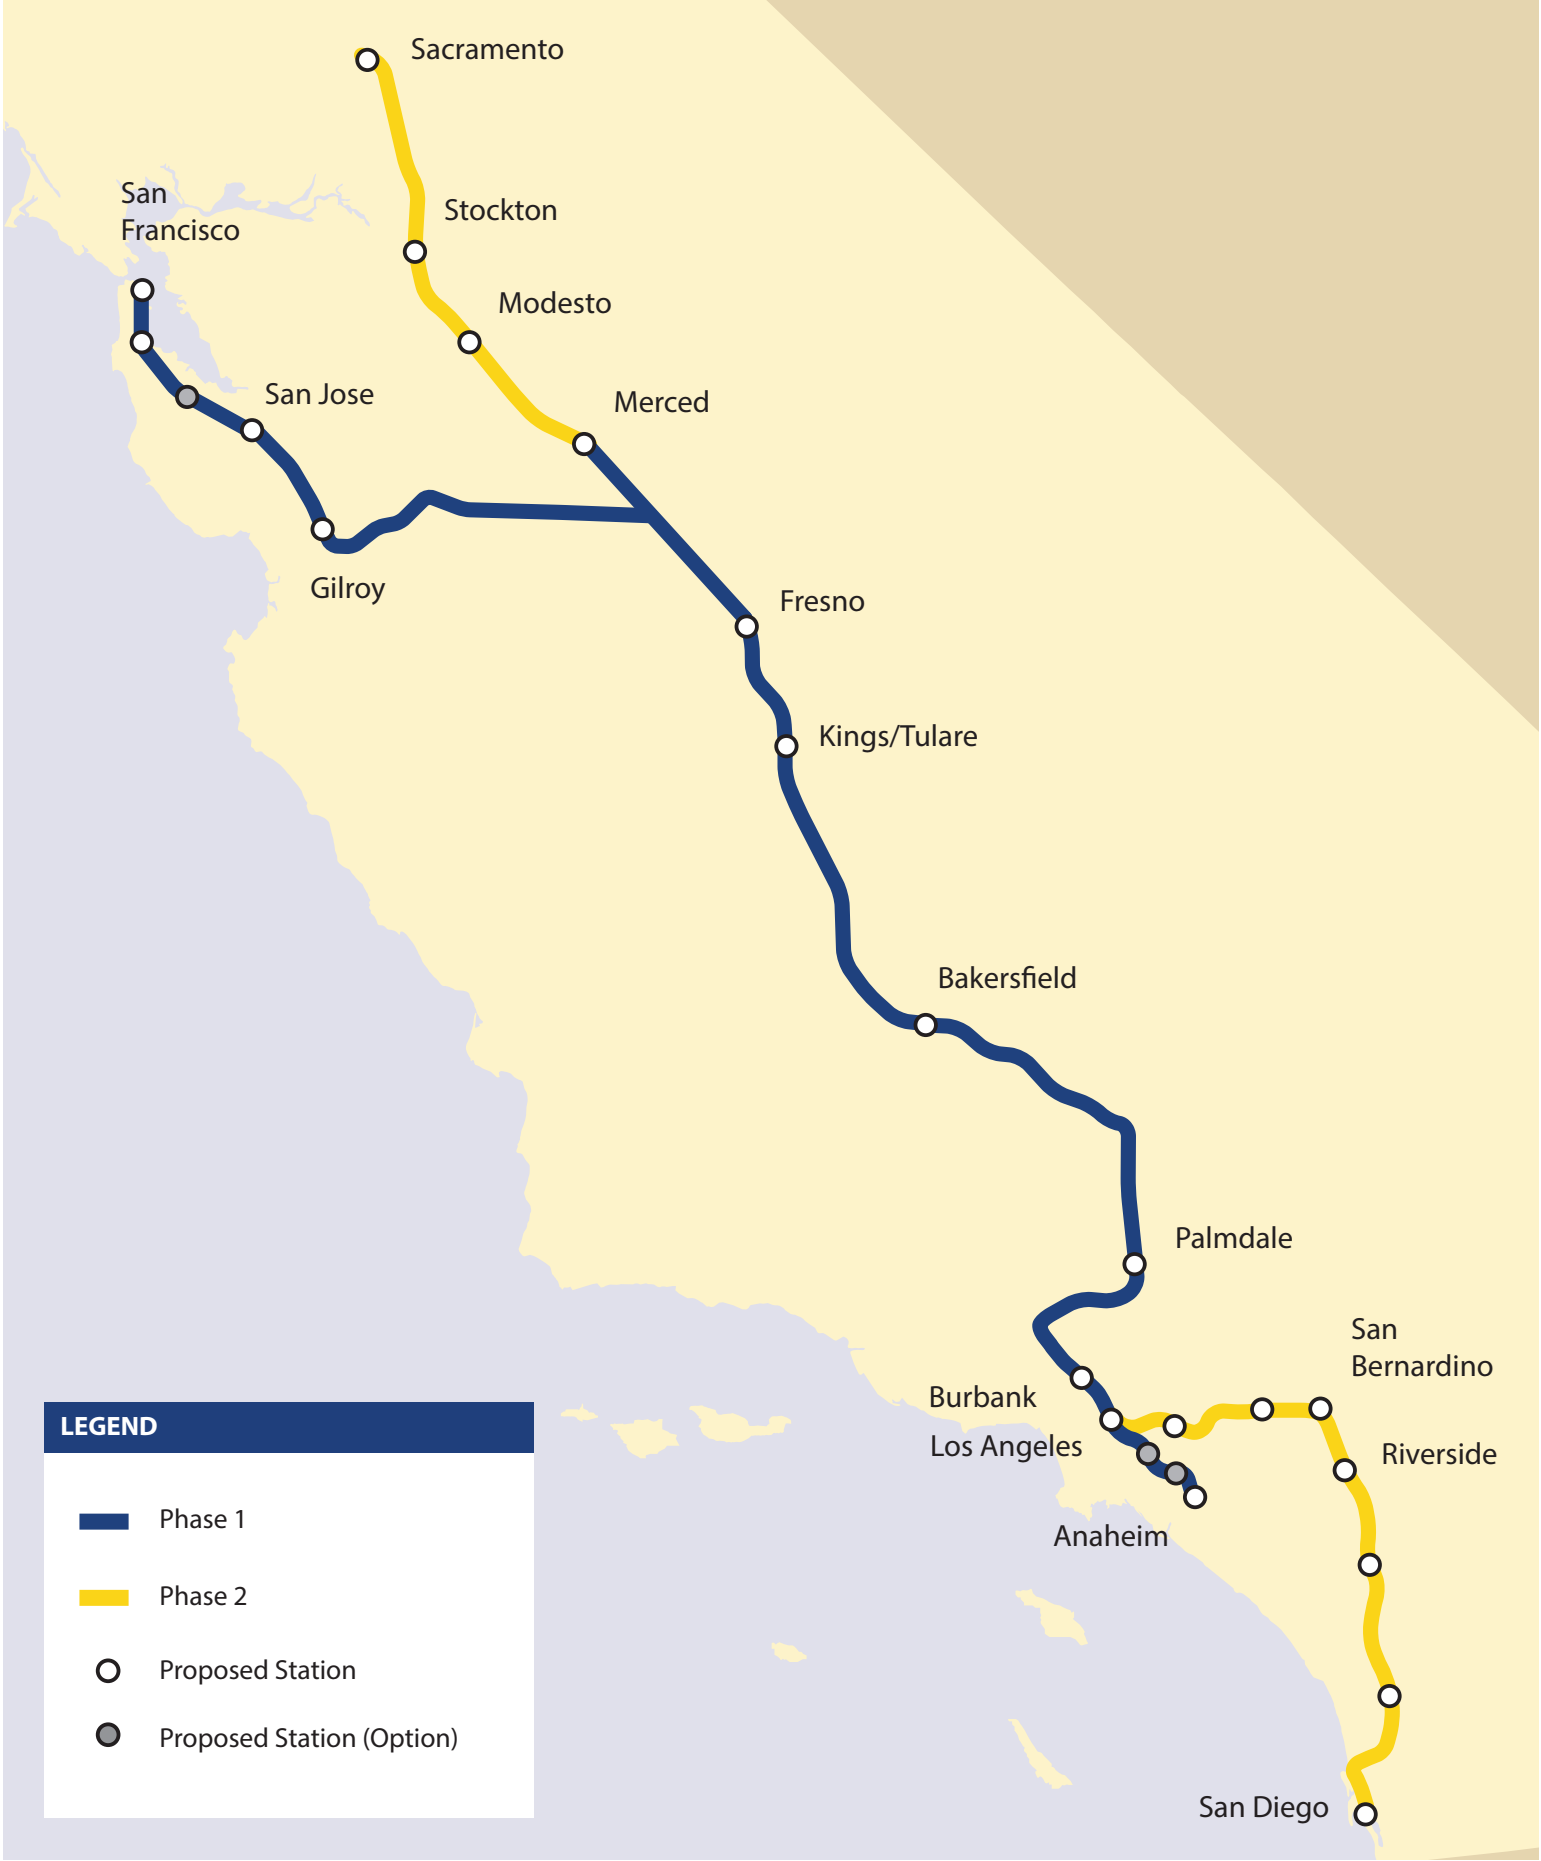 Sacramento
San
Francisco
Stockton
Modesto
San Jose
Merced
Gilroy
Fresno
Kings/Tulare
Bakersfield
Palmdale
San
Bernardino
Burbank
Los Angeles
Riverside
Anaheim
San Diego
LEGEND
Phase 1
Phase 2
Proposed Station
Proposed Station (Option)